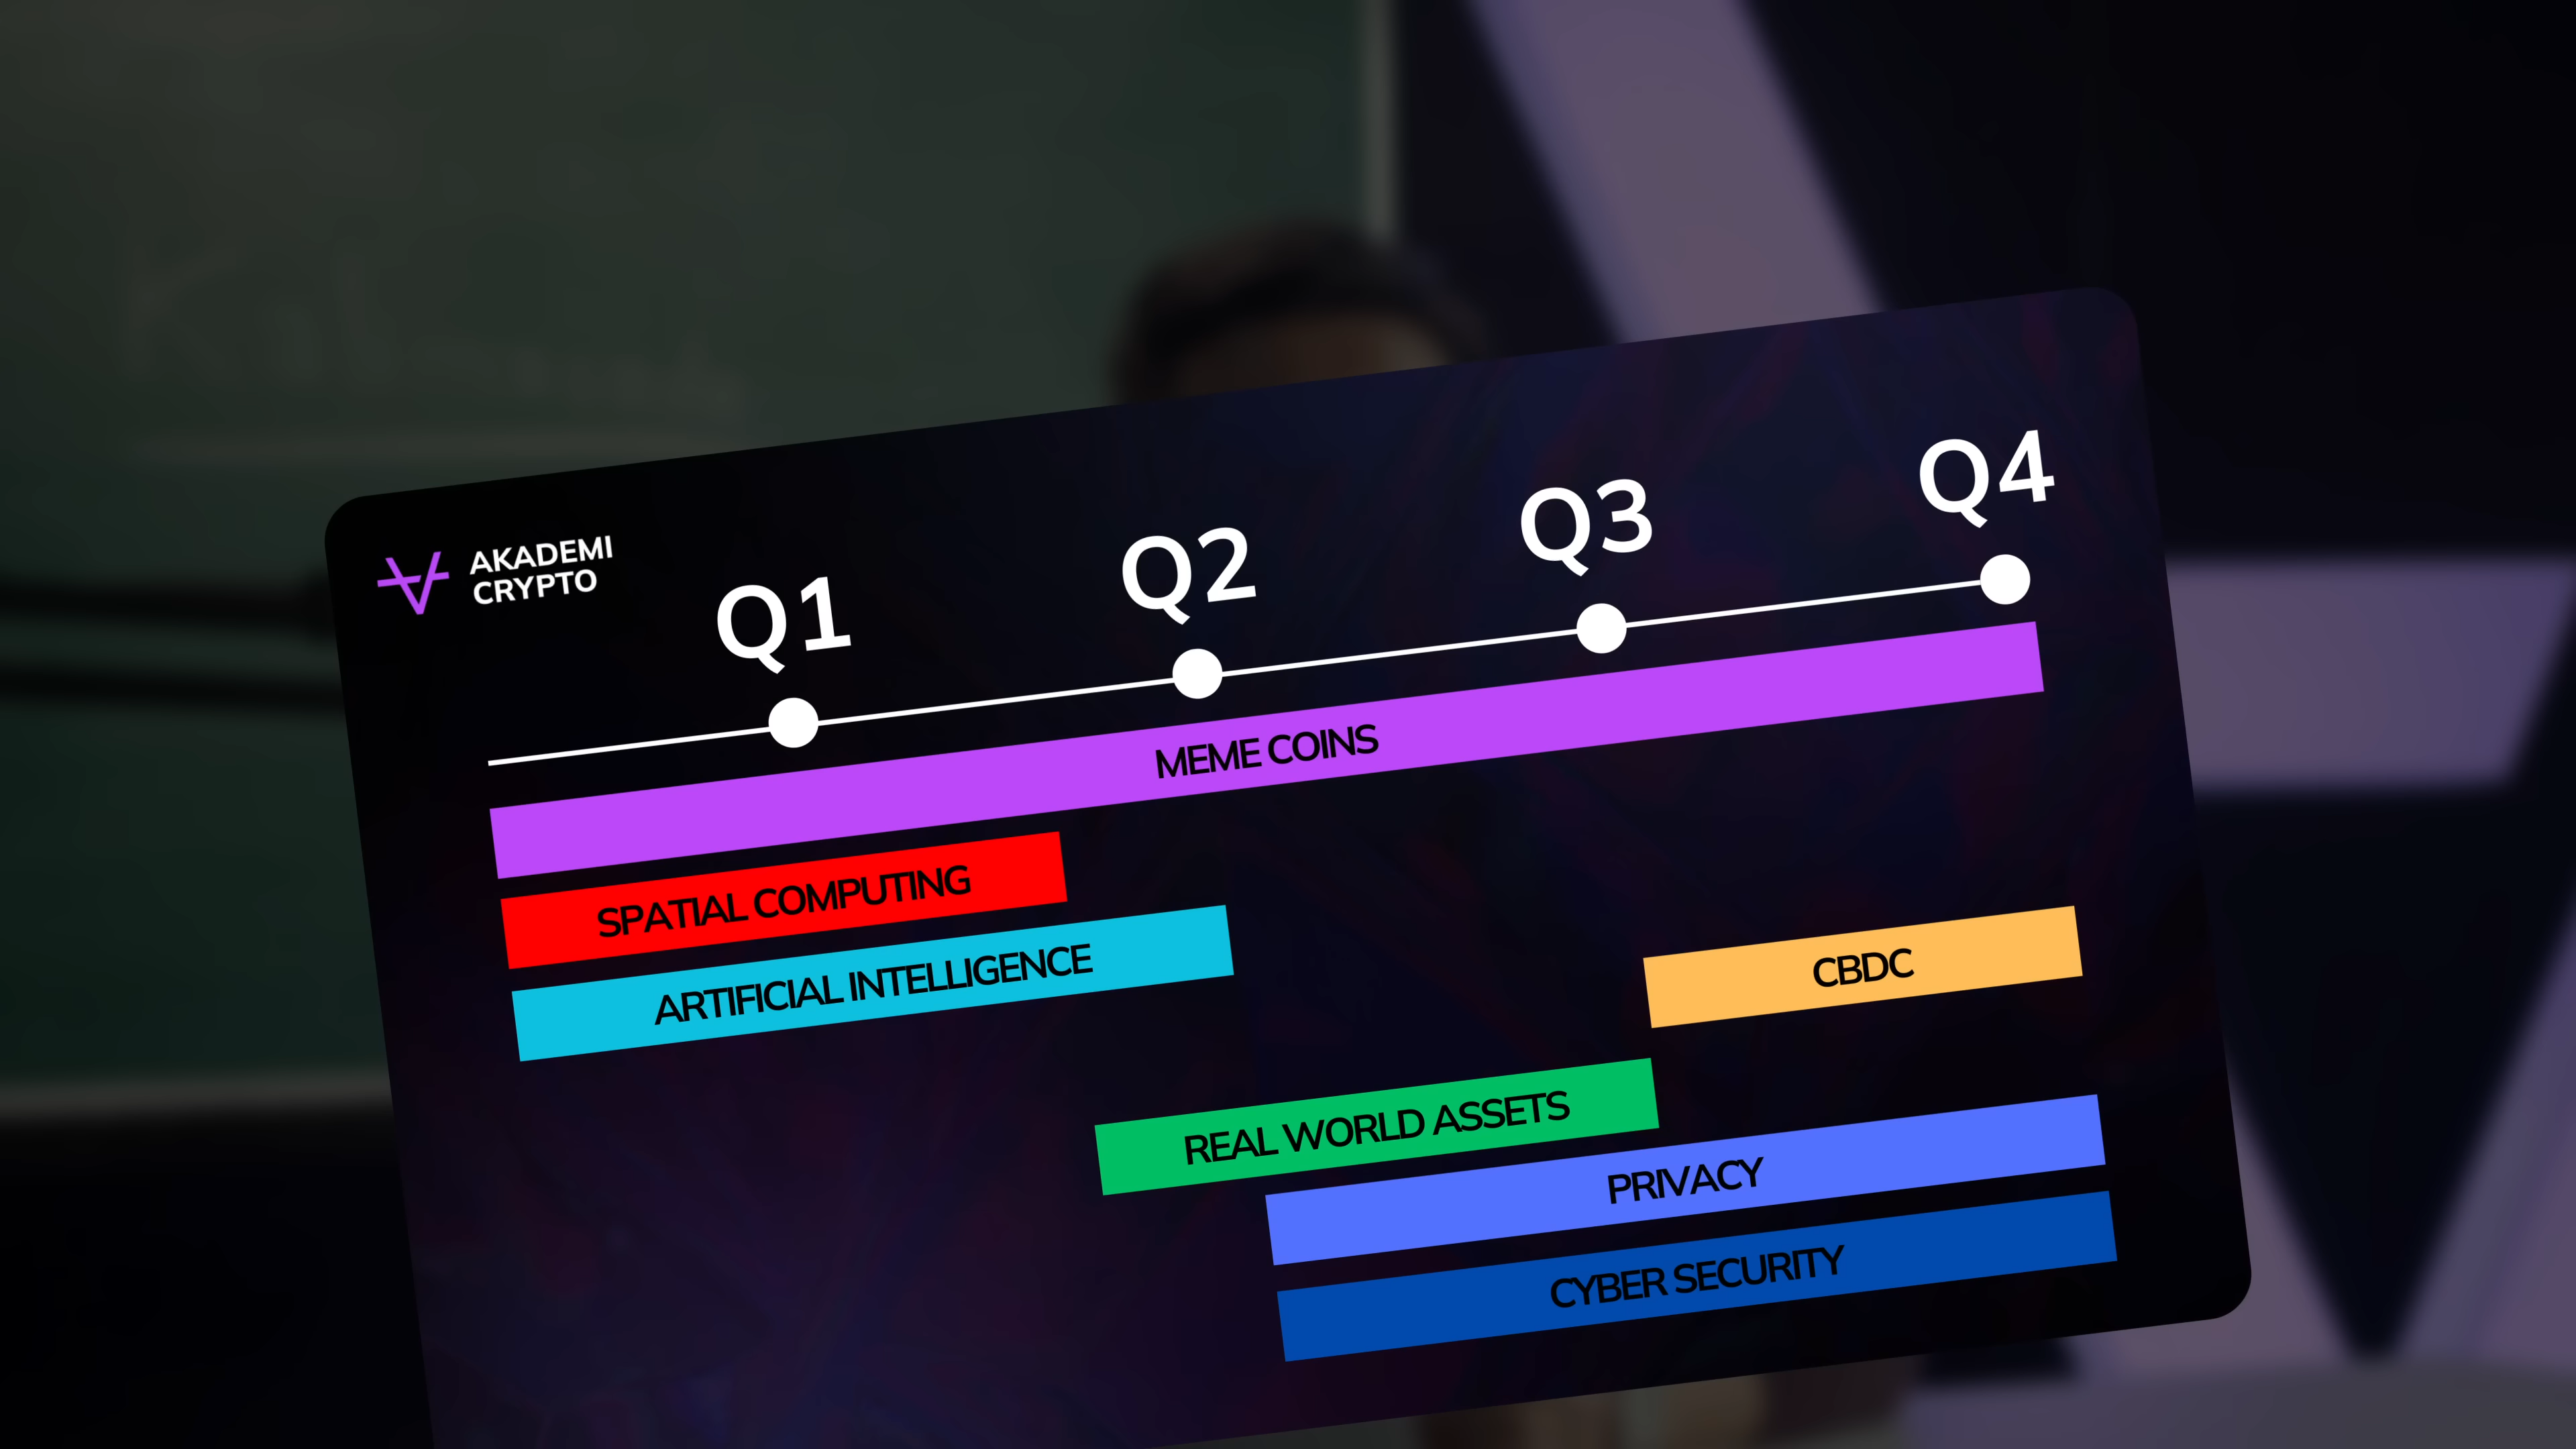 AKADEMI
CRYPTO
Q1
Q2
Q3
Q4
MEME COINS
SPATIAL COMPUTING
ARTIFICIAL INTELLIGENCE
CBDC
REAL WORLD ASSETS
PRIVACY
CYBER SECURITY